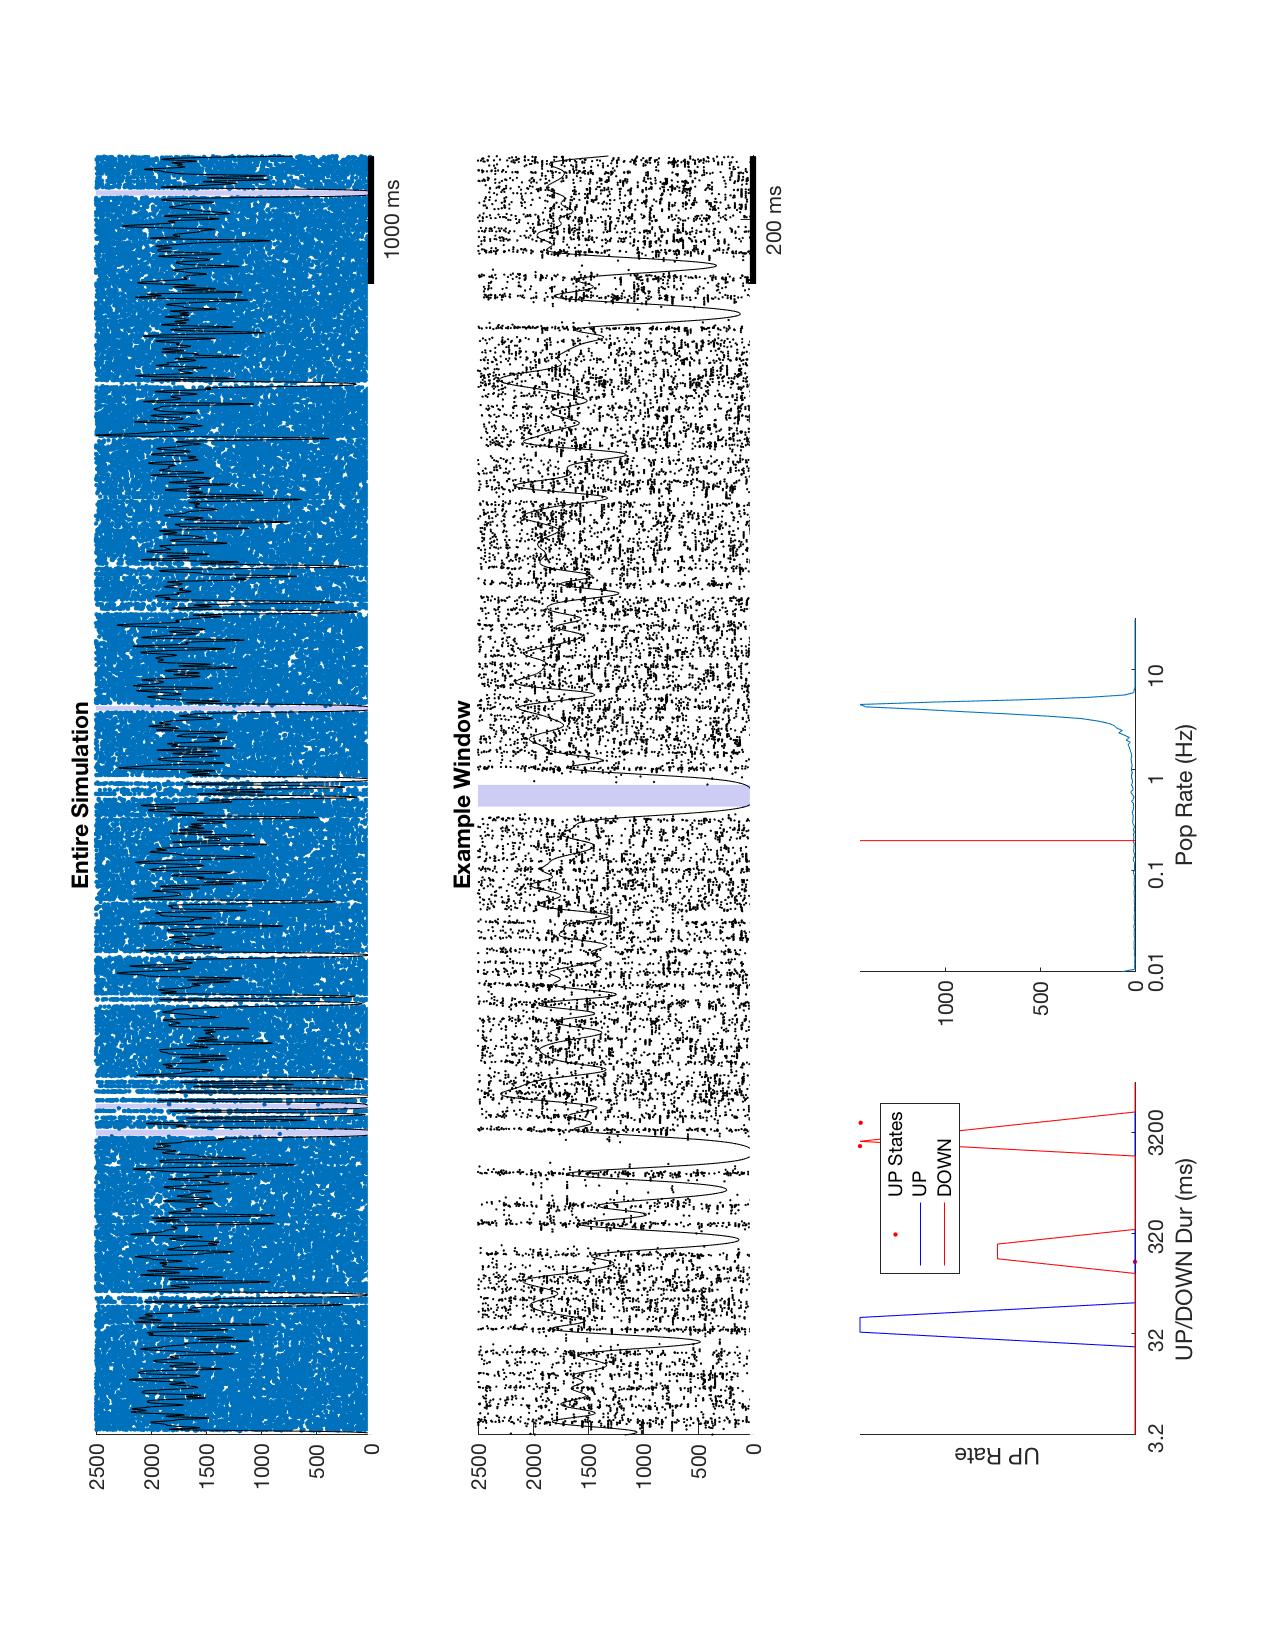 Entire Simulation
2500
2000
1500
1000
500
0
1000 ms
Example Window
2500
2000
1500
1000
500
0
200 ms
UP Rate
UP States
UP
DOWN
3.2
32
320
3200
UP/DOWN Dur (ms)
1000
500
0
0.01
0.1
1
10
Pop Rate (Hz)